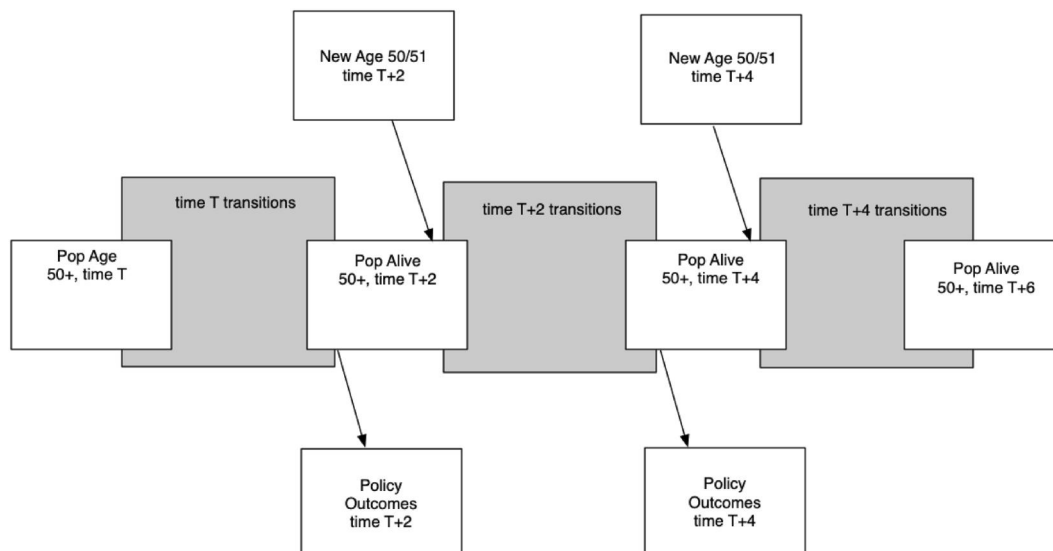 New Age 50/51
time T+2
New Age 50/51
time T+4
time T transitions
time T+2 transitions
time T+4 transitions
Pop Age
50+, time T
Pop Alive
50+, time T+2
Pop Alive
50+, time T+4
Pop Alive
50+, time T+6
Policy
Outcomes
time T+2
Policy
Outcomes
time T+4